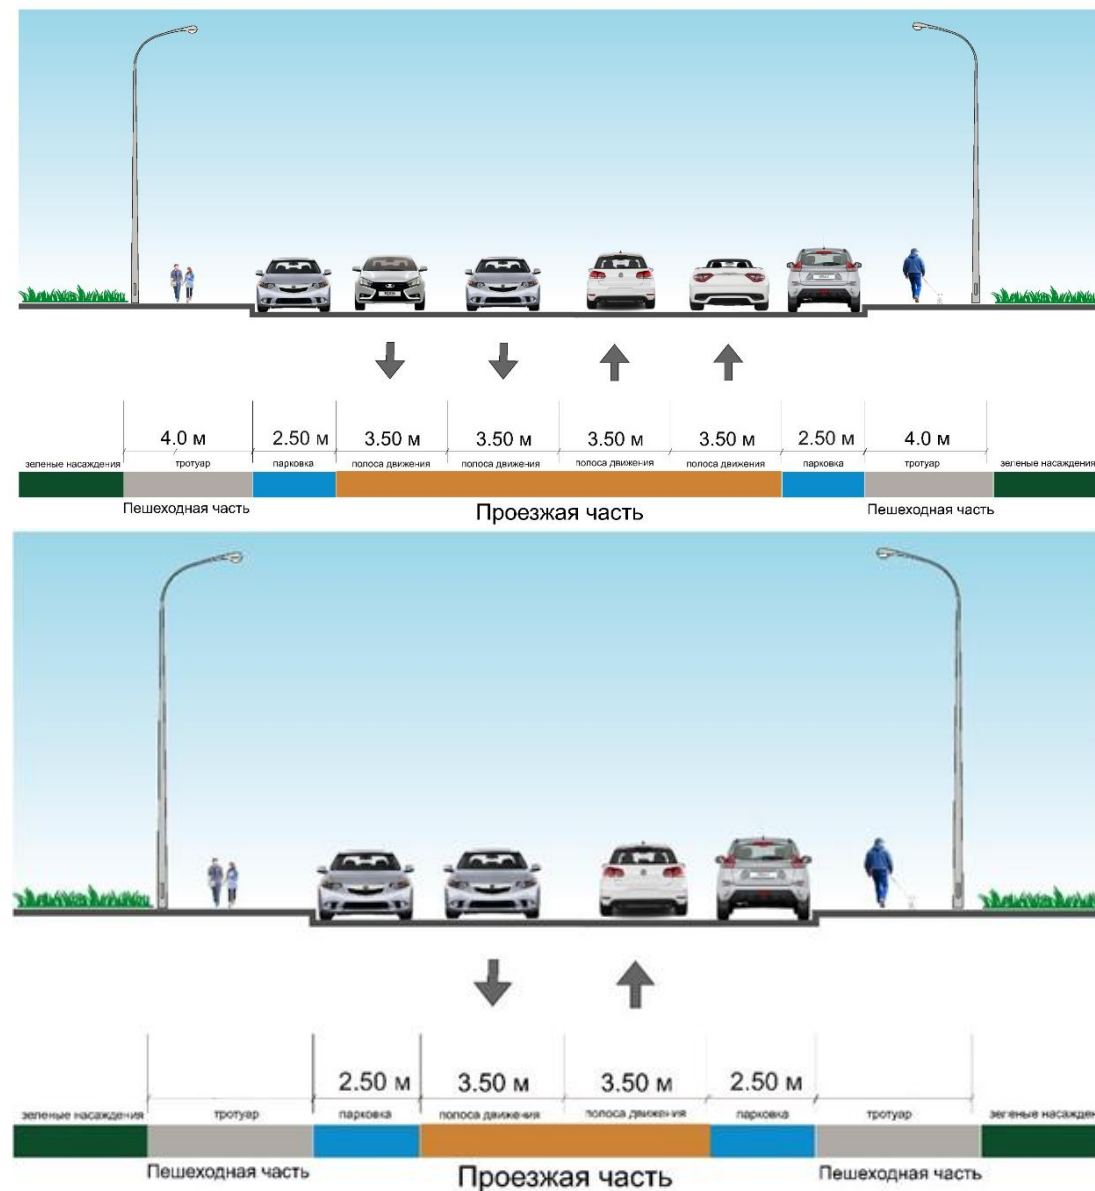 4.0 м 2.50 м 3.50 м 3.50 м 3.50 м 3.50 м 2.50 м 4.0 м
зеленые насаждения тротуар парковка полоса движения полоса движения полоса движения полоса движения парковка тротуар зеленые насаждения
Пешеходная часть Проезжая часть Пешеходная часть
2.50 м 3.50 м 3.50 м 2.50 м
зеленые насаждения тротуар парковка полоса движения полоса движения парковка тротуар зеленые насаждения
Пешеходная часть Проезжая часть Пешеходная часть